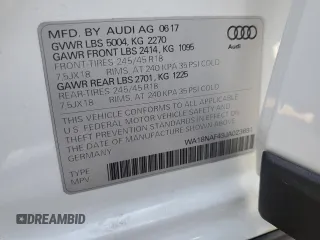 MFD. BY AUDI AG 06 17
GVWR LBS 5004, KG 2270
GAWR FRONT LBS 2414, KG 1095
FRONT-TIRES 245/45 R18
7.5JX18 RIMS, AT 240 KPA 35 PSI COLD
GAWR REAR LBS 2701, KG 1225
REAR-TIRES 245/45 R18
7.5JX18 RIMS, AT 240 KPA 35 PSI COLD
THIS VEHICLE CONFORMS TO ALL APPLICABLE
U.S. FEDERAL MOTOR VEHICLE SAFETY AND
THEFT PREVENTION STANDARDS IN EFFECT ON
THE DATE OF MANUFACTURE SHOWN ABOVE
GERMANY
TYPE
MPV
Audi
DREAMBID